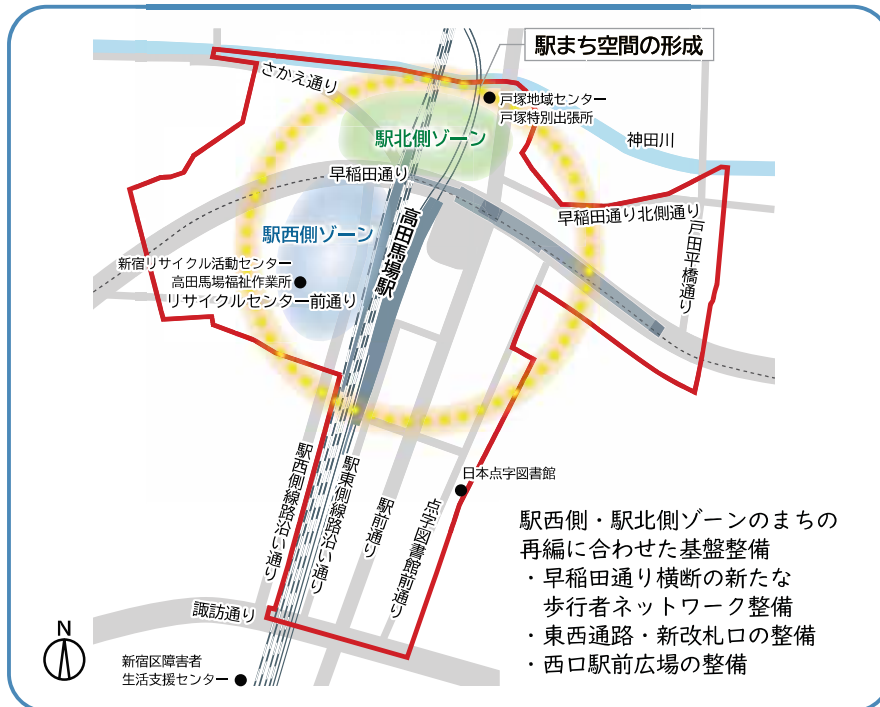 駅まち空間の形成
さかえ通り
戸塚地域センター
戸塚特別出張所
神田川
駅北側ゾーン
早稲田通り
早稲田通り北側通り
戸田平橋通り
駅西側ゾーン
高田馬場駅
新宿リサイクル活動センター
高田馬場福祉作業所
リサイクルセンター前通り
日本点字図書館
駅西側線路沿い通り
駅東側線路沿い通り
駅前通り
点字図書館前通り
諏訪通り
N
新宿区障害者
生活支援センター
駅西側・駅北側ゾーンのまちの
再編に合わせた基盤整備
・早稲田通り横断の新たな
歩行者ネットワーク整備
・東西通路・新改札口の整備
・西口駅前広場の整備